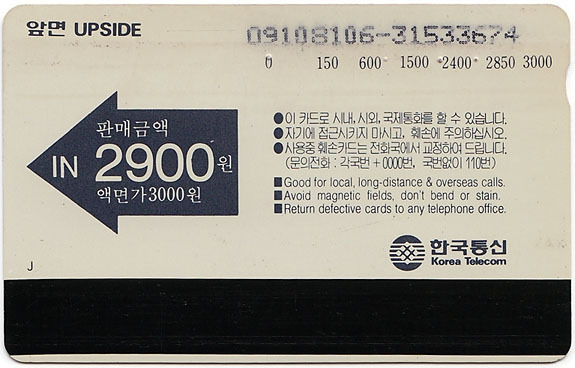 앞면 UPSIDE
09108106-31533674
0 150 600 1500 2400 2850 3000
판매금액
IN 2900원
액면가3000원
●이 카드로 시내, 시외, 국제통화를 할 수 있습니다.
●자기에 접근시키지 마시고, 훼손에 주의하십시오.
●사용중 훼손카드는 전화국에서 교정하여 드립니다.
(문의전화 : 각국번 + 0000번, 국번없이 110번)
■Good for local, long-distance & overseas calls.
■Avoid magnetic fields, don't bend or stain.
■Return defective cards to any telephone office.
한국통신
Korea Telecom
J